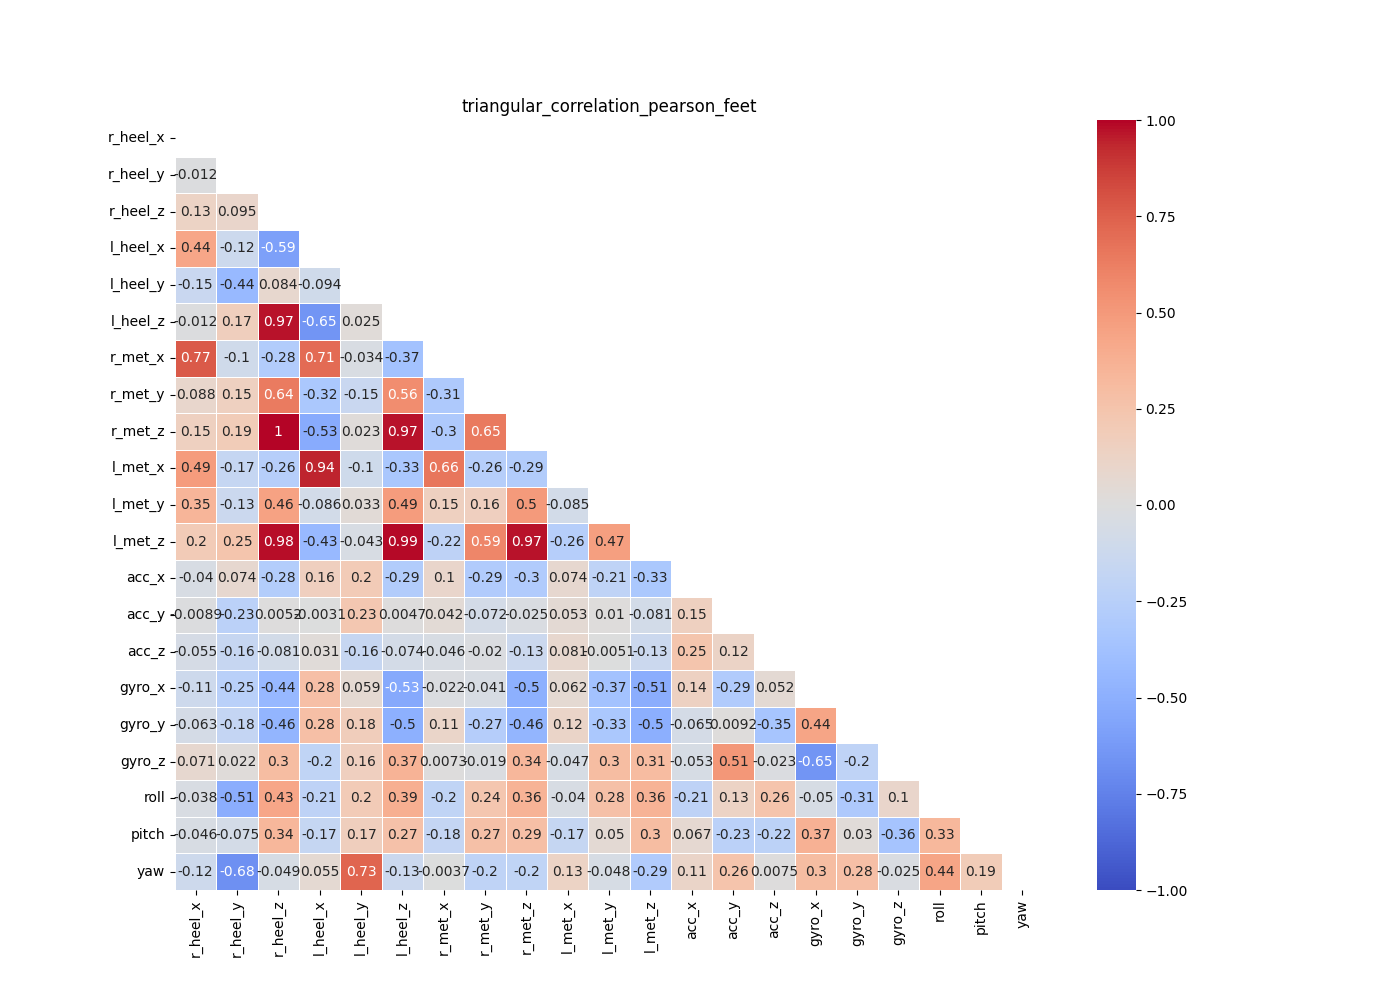 triangular_correlation_pearson_feet
r_heel_x
r_heel_y -0.012
r_heel_z 0.13 0.095
l_heel_x 0.44 -0.12 -0.59
l_heel_y -0.15 -0.44 0.084 -0.094
l_heel_z -0.012 0.17 0.97 -0.65 0.025
r_met_x 0.77 -0.1 -0.28 0.71 -0.034 -0.37
r_met_y 0.088 0.15 0.64 -0.32 -0.15 0.56 -0.31
r_met_z 0.15 0.19 1 -0.53 0.023 0.97 -0.3 0.65
l_met_x 0.49 -0.17 -0.26 0.94 -0.1 -0.33 0.66 -0.26 -0.29
l_met_y 0.35 -0.13 0.46 -0.086 0.033 0.49 0.15 0.16 0.5 -0.085
l_met_z 0.2 0.25 0.98 -0.43 -0.043 0.99 -0.22 0.59 0.97 -0.26 0.47
acc_x -0.04 0.074 -0.28 0.16 0.2 -0.29 0.1 -0.29 -0.3 0.074 -0.21 -0.33
acc_y -0.0089 -0.23 0.0052 -0.0031 0.23 0.0047 -0.042 -0.072 -0.025 0.053 0.01 -0.081 0.15
acc_z -0.055 -0.16 -0.081 0.031 -0.16 -0.074 -0.046 -0.02 -0.13 0.081 -0.0051 -0.13 0.25 0.12
gyro_x -0.11 -0.25 -0.44 0.28 0.059 -0.53 -0.022 -0.041 -0.5 0.062 -0.37 -0.51 0.14 -0.29 0.052
gyro_y -0.063 -0.18 -0.46 0.28 0.18 -0.5 0.11 -0.27 -0.46 0.12 -0.33 -0.5 -0.065 0.0092 -0.35 0.44
gyro_z 0.071 0.022 0.3 -0.2 0.16 0.37 0.0073 -0.019 0.34 -0.047 0.3 0.31 -0.053 0.51 -0.023 -0.65 -0.2
roll -0.038 -0.51 0.43 -0.21 0.2 0.39 -0.2 0.24 0.36 -0.04 0.28 0.36 -0.21 0.13 0.26 -0.05 -0.31 0.1
pitch -0.046 -0.075 0.34 -0.17 0.17 0.27 -0.18 0.27 0.29 -0.17 0.05 0.3 0.067 -0.23 -0.22 0.37 0.03 -0.36 0.33
yaw -0.12 -0.68 -0.049 0.055 0.73 -0.13 -0.0037 -0.2 -0.2 0.13 -0.048 -0.29 0.11 0.26 0.0075 0.3 0.28 -0.025 0.44 0.19
r_heel_x r_heel_y r_heel_z l_heel_x l_heel_y l_heel_z r_met_x r_met_y r_met_z l_met_x l_met_y l_met_z acc_x acc_y acc_z gyro_x gyro_y gyro_z roll pitch yaw
1.00
0.75
0.50
0.25
0.00
−0.25
−0.50
−0.75
−1.00